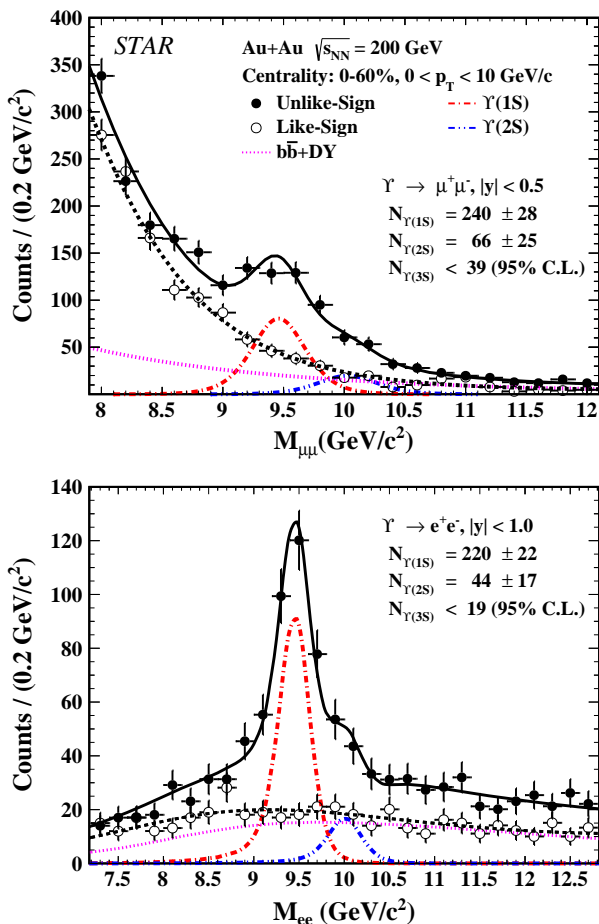 STAR
Au+Au √s_NN = 200 GeV
Centrality: 0-60%, 0 < p_T < 10 GeV/c
Unlike-Sign
ϒ(1S)
Like-Sign
ϒ(2S)
bb̅+DY
ϒ → μ⁺μ⁻, |y| < 0.5
N_ϒ(1S) = 240 ± 28
N_ϒ(2S) = 66 ± 25
N_ϒ(3S) < 39 (95% C.L.)
Counts / (0.2 GeV/c²)
400
350
300
250
200
150
100
50
8 8.5 9 9.5 10 10.5 11 11.5 12
M_μμ(GeV/c²)
ϒ → e⁺e⁻, |y| < 1.0
N_ϒ(1S) = 220 ± 22
N_ϒ(2S) = 44 ± 17
N_ϒ(3S) < 19 (95% C.L.)
Counts / (0.2 GeV/c²)
140
120
100
80
60
40
20
0
7.5 8 8.5 9 9.5 10 10.5 11 11.5 12 12.5
M_ee (GeV/c²)